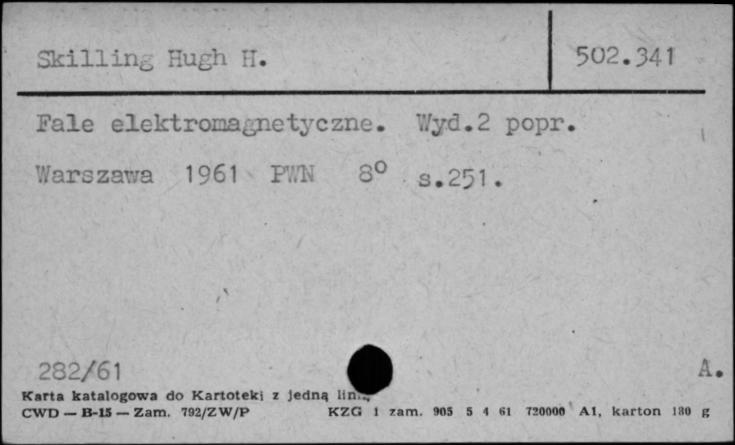 Skilling Hugh H. 502.341
Fale elektromagnetyczne. Wyd.2 popr.
Warszawa 1961 PWN 8° s.251.
282/61 A.
Karta katalogowa do Kartoteki z jedną
CWD — B-15 — Zam. 792/ZW/P KZG 1 zam. 905 5 4 61 720000 A1, karton 180 g